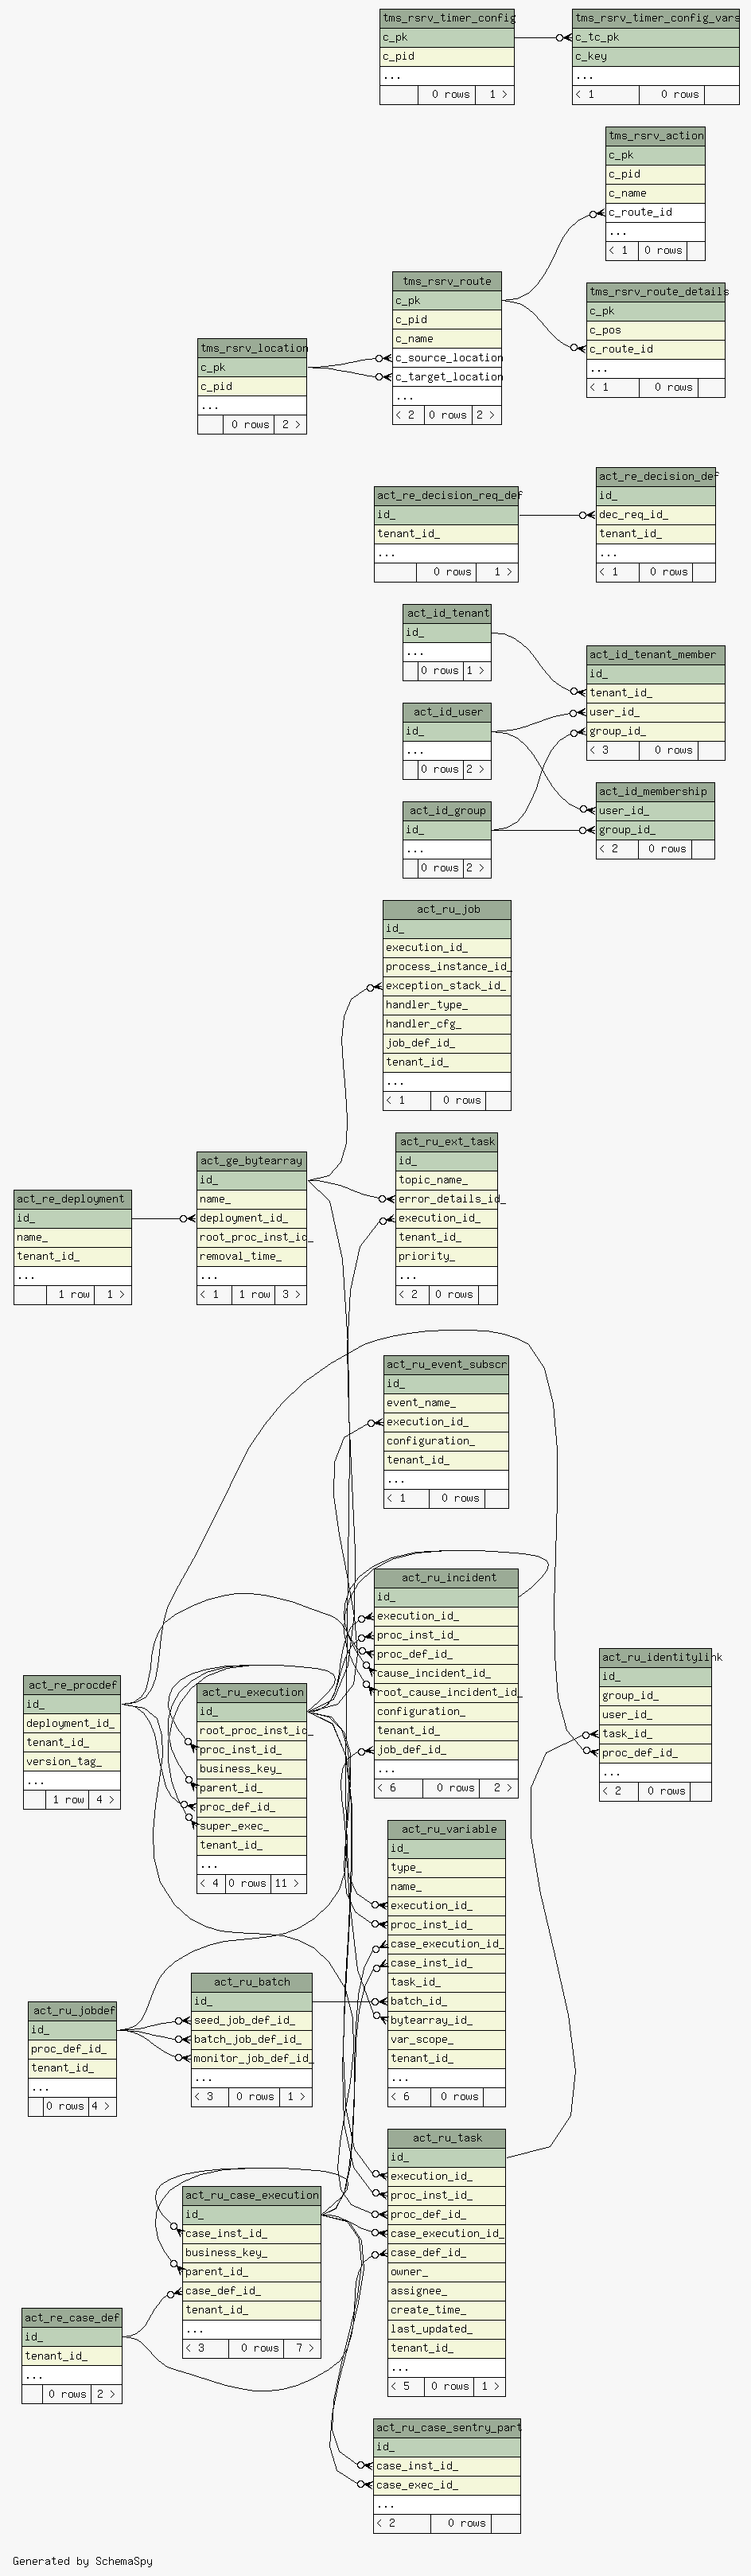 tms_rsrv_timer_config
c_pk
c_pid
...
0 rows 1 >
tms_rsrv_timer_config_vars
c_tc_pk
c_key
...
< 1 0 rows
tms_rsrv_action
c_pk
c_pid
c_name
c_route_id
...
< 1 0 rows
tms_rsrv_route
c_pk
c_pid
c_name
c_source_location
c_target_location
...
< 2 0 rows 2 >
tms_rsrv_route_details
c_pk
c_pos
c_route_id
...
< 1 0 rows
tms_rsrv_location
c_pk
c_pid
...
0 rows 2 >
act_re_decision_req_def
id_
tenant_id_
...
0 rows 1 >
act_re_decision_def
id_
dec_req_id_
tenant_id_
...
< 1 0 rows
act_id_tenant
id_
...
0 rows 1 >
act_id_tenant_member
id_
tenant_id_
user_id_
group_id_
< 3 0 rows
act_id_user
id_
...
0 rows 2 >
act_id_membership
user_id_
group_id_
< 2 0 rows
act_id_group
id_
...
0 rows 2 >
act_ru_job
id_
execution_id_
process_instance_id_
exception_stack_id_
handler_type_
handler_cfg_
job_def_id_
tenant_id_
...
< 1 0 rows
act_ru_ext_task
id_
topic_name_
error_details_id_
execution_id_
tenant_id_
priority_
...
< 2 0 rows
act_ge_bytearray
id_
name_
deployment_id_
root_proc_inst_id_
removal_time_
...
< 1 1 row 3 >
act_re_deployment
id_
name_
tenant_id_
...
1 row 1 >
act_ru_event_subscr
id_
event_name_
execution_id_
configuration_
tenant_id_
...
< 1 0 rows
act_ru_incident
id_
execution_id_
proc_inst_id_
proc_def_id_
cause_incident_id_
root_cause_incident_id_
configuration_
tenant_id_
job_def_id_
...
< 6 0 rows 2 >
act_ru_identitylink
id_
group_id_
user_id_
task_id_
proc_def_id_
...
< 2 0 rows
act_re_procdef
id_
deployment_id_
tenant_id_
version_tag_
...
1 row 4 >
act_ru_execution
id_
root_proc_inst_id_
proc_inst_id_
business_key_
parent_id_
proc_def_id_
super_exec_
tenant_id_
...
< 4 0 rows 11 >
act_ru_variable
id_
type_
name_
execution_id_
proc_inst_id_
case_execution_id_
case_inst_id_
task_id_
batch_id_
bytearray_id_
var_scope_
tenant_id_
...
< 6 0 rows
act_ru_batch
id_
seed_job_def_id_
batch_job_def_id_
monitor_job_def_id_
...
< 3 0 rows 1 >
act_ru_jobdef
id_
proc_def_id_
tenant_id_
...
0 rows 4 >
act_ru_task
id_
execution_id_
proc_inst_id_
proc_def_id_
case_execution_id_
case_def_id_
owner_
assignee_
create_time_
last_updated_
tenant_id_
...
< 5 0 rows 1 >
act_ru_case_execution
id_
case_inst_id_
business_key_
parent_id_
case_def_id_
tenant_id_
...
< 3 0 rows 7 >
act_re_case_def
id_
tenant_id_
...
0 rows 2 >
act_ru_case_sentry_part
id_
case_inst_id_
case_exec_id_
...
< 2 0 rows
Generated by SchemaSpy